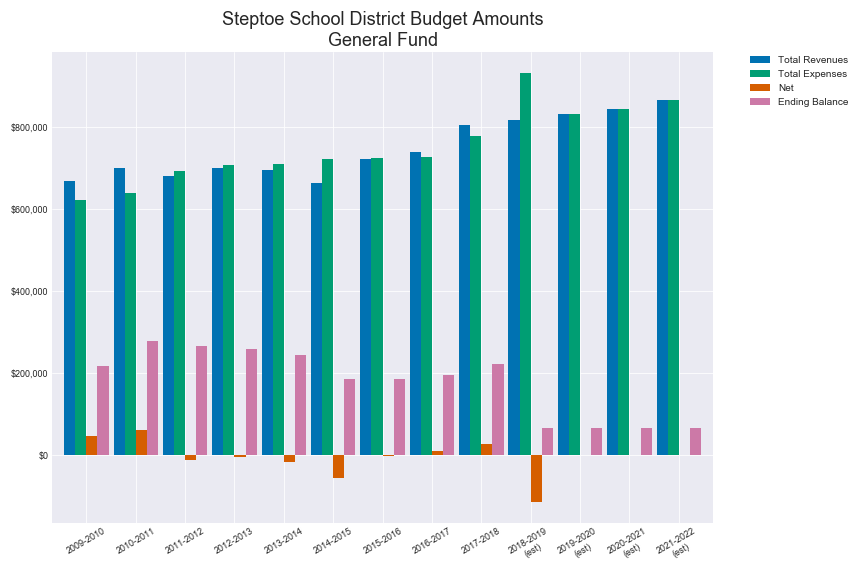 Steptoe School District Budget Amounts
General Fund
Total Revenues
Total Expenses
Net
Ending Balance
$800,000
$600,000
$400,000
$200,000
$0
2009-2010
2010-2011
2011-2012
2012-2013
2013-2014
2014-2015
2015-2016
2016-2017
2017-2018
2018-2019
(est)
2019-2020
(est)
2020-2021
(est)
2021-2022
(est)